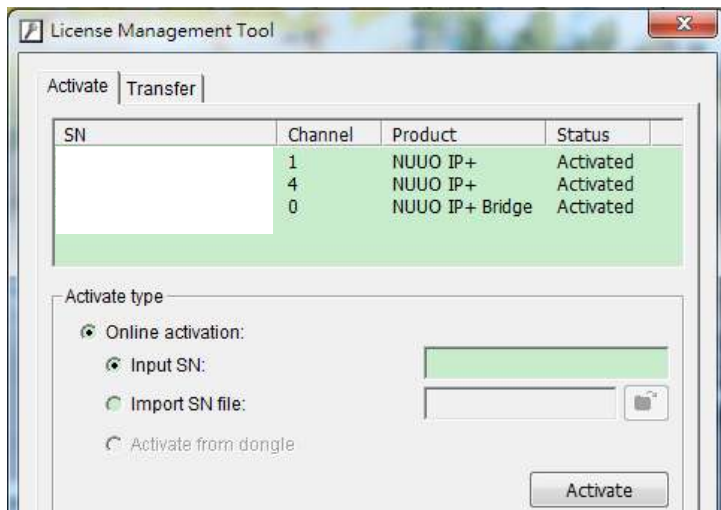 License Management Tool
Activate Transfer
SN Channel Product Status
1 NUUO IP+ Activated
4 NUUO IP+ Activated
0 NUUO IP+ Bridge Activated
Activate type
Online activation:
Input SN:
Import SN file:
Activate from dongle
Activate